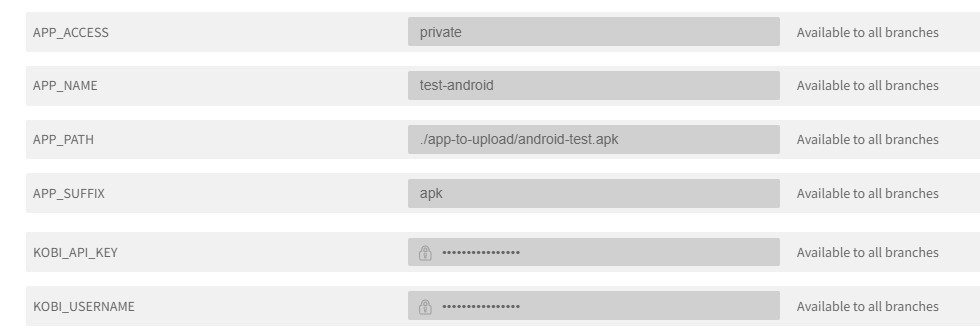 APP_ACCESS private Available to all branches
APP_NAME test-android Available to all branches
APP_PATH ./app-to-upload/android-test.apk Available to all branches
APP_SUFFIX apk Available to all branches
KOBI_API_KEY ••••••••••••••• Available to all branches
KOBI_USERNAME ••••••••••••••• Available to all branches